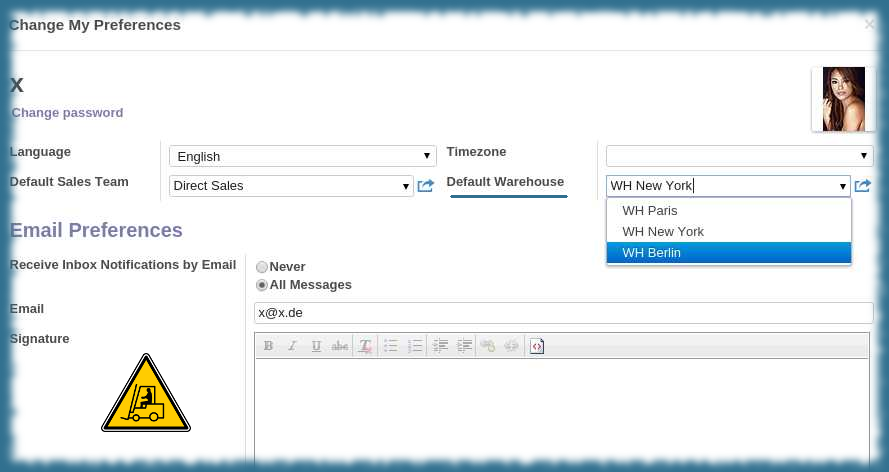 Change My Preferences ×
x
Change password
Language English Timezone
Default Sales Team Direct Sales Default Warehouse WH New York
WH Paris
WH New York
WH Berlin
Email Preferences
Receive Inbox Notifications by Email Never
All Messages
Email x@x.de
Signature
B I U abc T